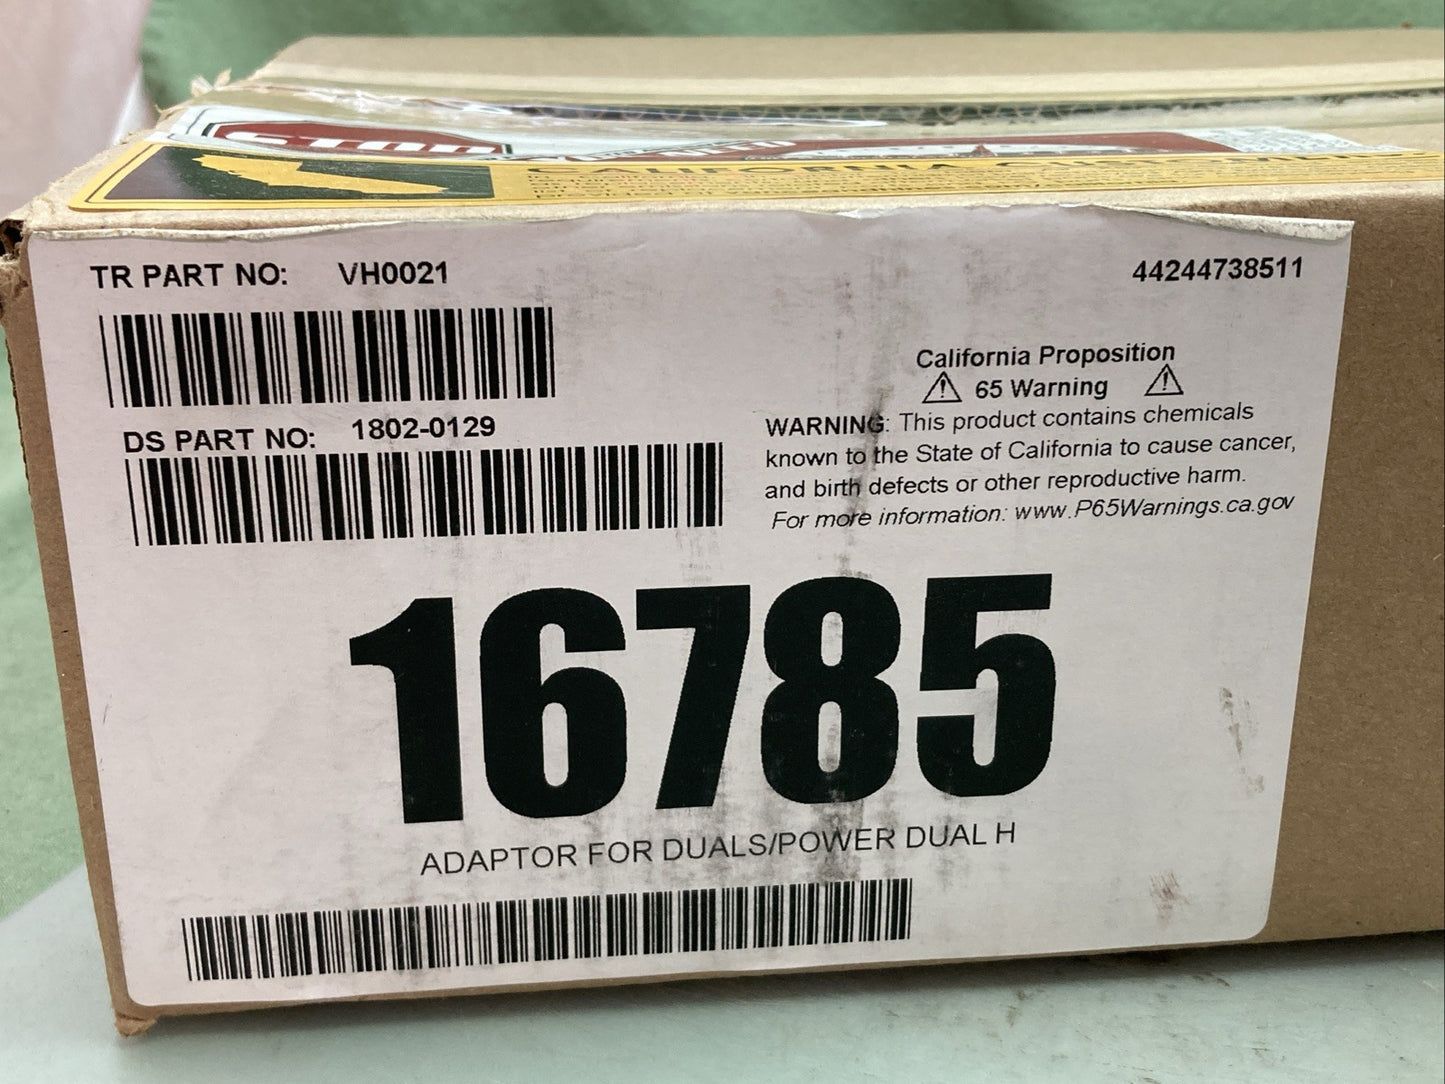 STOP
CALIFORNIA CUSTOMERS
TR PART NO: VH0021
44244738511
DS PART NO: 1802-0129
California Proposition
65 Warning
WARNING: This product contains chemicals
known to the State of California to cause cancer,
and birth defects or other reproductive harm.
For more information: www.P65Warnings.ca.gov
16785
ADAPTOR FOR DUALS/POWER DUAL H